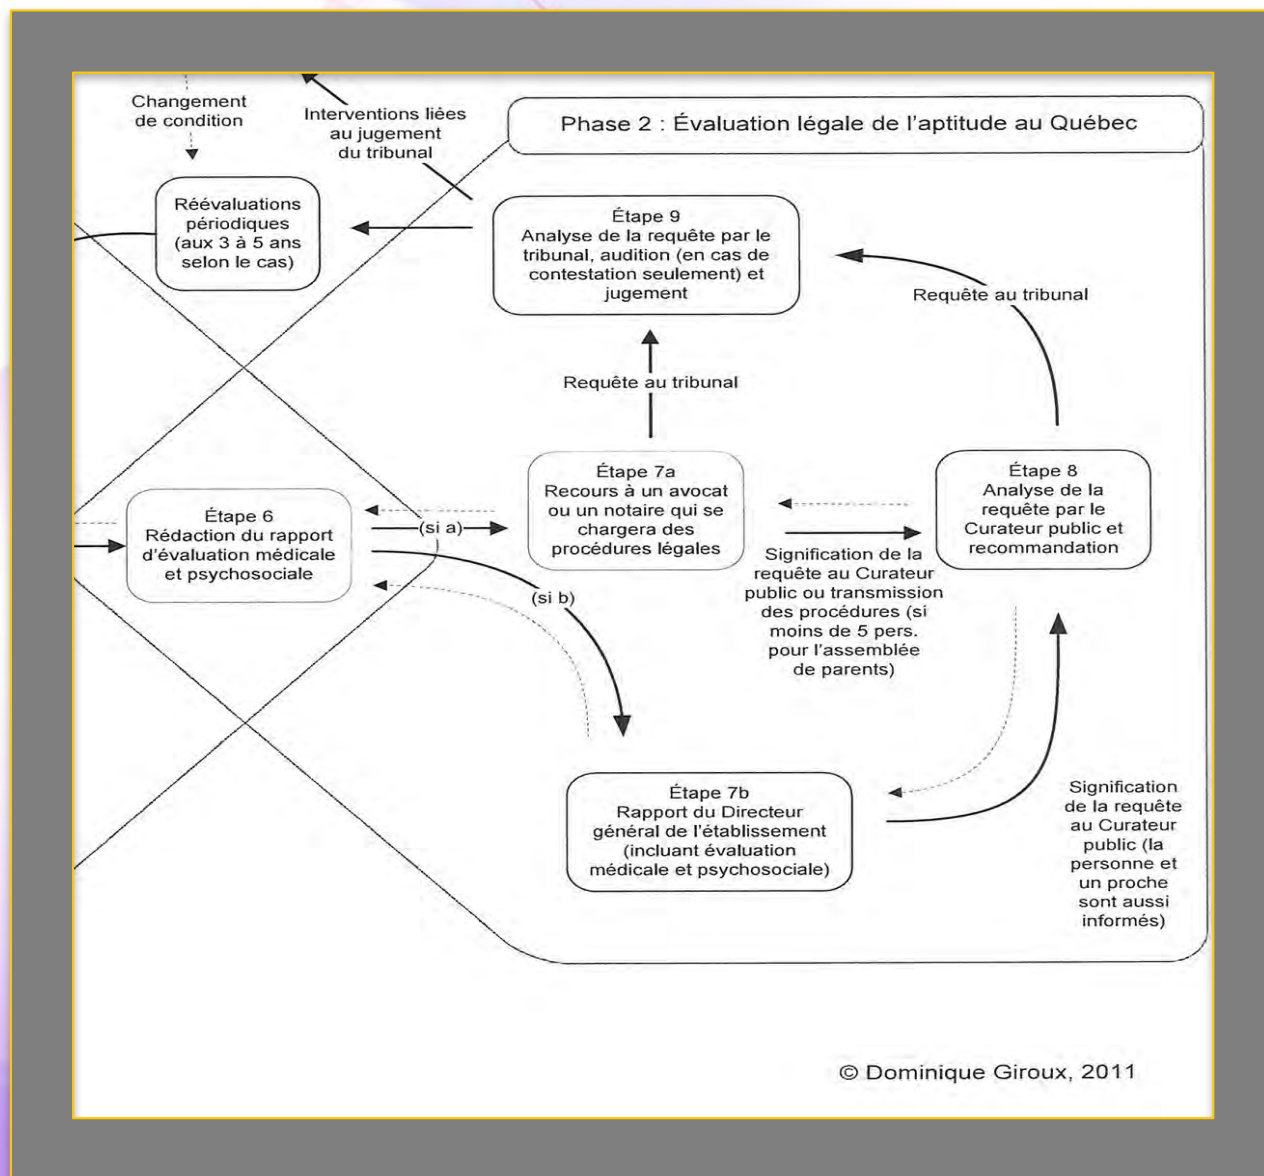 Changement
de condition
Interventions liées
au jugement
du tribunal
Phase 2 : Évaluation légale de l'aptitude au Québec
Réévaluations
périodiques
(aux 3 à 5 ans
selon le cas)
Étape 9
Analyse de la requête par le
tribunal, audition (en cas de
contestation seulement) et
jugement
Requête au tribunal
Requête au tribunal
Étape 6
Rédaction du rapport
d'évaluation médicale
et psychosociale
(si a)
(si b)
Étape 7a
Recours à un avocat
ou un notaire qui se
chargera des
procédures légales
Étape 8
Analyse de la
requête par le
Curateur public et
recommandation
Signification de la
requête au Curateur
public ou transmission
des procédures (si
moins de 5 pers.
pour l'assemblée
de parents)
Étape 7b
Rapport du Directeur
général de l'établissement
(incluant évaluation
médicale et psychosociale)
Signification
de la requête
au Curateur
public (la
personne et
un proche
sont aussi
informés)
© Dominique Giroux, 2011